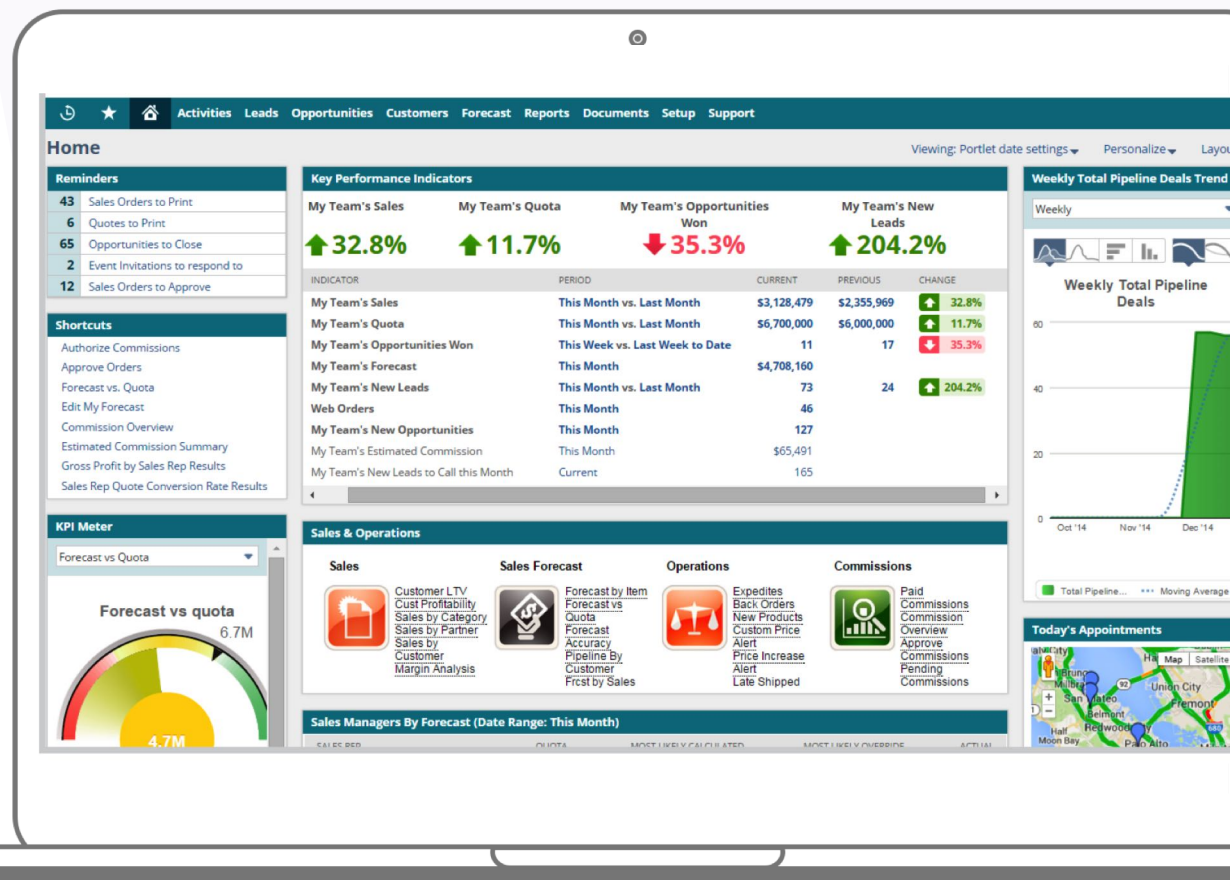 Activities Leads Opportunities Customers Forecast Reports Documents Setup Support
Home
Viewing: Portlet date settings Personalize
Reminders
43 Sales Orders to Print
6 Quotes to Print
65 Opportunities to Close
2 Event Invitations to respond to
12 Sales Orders to Approve
Shortcuts
Authorize Commissions
Approve Orders
Forecast vs. Quota
Edit My Forecast
Commission Overview
Estimated Commission Summary
Gross Profit by Sales Rep Results
Sales Rep Quote Conversion Rate Results
KPI Meter
Forecast vs Quota
Forecast vs quota
6.7M
4.7M
Key Performance Indicators
My Team's Sales My Team's Quota My Team's Opportunities My Team's New
Won Leads
32.8% 11.7% 35.3% 204.2%
INDICATOR PERIOD CURRENT PREVIOUS CHANGE
My Team's Sales This Month vs. Last Month $3,128,479 $2,355,969 32.8%
My Team's Quota This Month vs. Last Month $6,700,000 $6,000,000 11.7%
My Team's Opportunities Won This Week vs. Last Week to Date 11 17 35.3%
My Team's Forecast This Month $4,708,160
My Team's New Leads This Month vs. Last Month 73 24 204.2%
Web Orders This Month 46
My Team's New Opportunities This Month 127
My Team's Estimated Commission This Month $65,491
My Team's New Leads to Call this Month Current 165
Sales & Operations
Sales
Customer LTV
Cust Profitability
Sales by Category
Sales by Partner
Sales by
Customer
Margin Analysis
Sales Forecast
Forecast by Item
Forecast vs
Quota
Forecast
Accuracy
Pipeline By
Customer
Frcst by Sales
Operations
Expedites
Back Orders
New Products
Custom Price
Alert
Price Increase
Alert
Late Shipped
Commissions
Paid
Commissions
Commission
Overview
Approve
Commissions
Pending
Commissions
Sales Managers By Forecast (Date Range: This Month)
SALES REP QUOTA MOST LIKELY CALCULATED MOST LIKELY OVERRIDE ACTUAL
Weekly Total Pipeline Deals Trend
Weekly
Weekly Total Pipeline
Deals
60
40
20
0
Oct '14 Nov '14 Dec '14
Total Pipeline... Moving Average
Today's Appointments
Map Satellite
92
Union City
San Mateo
Fremont
Belmont
Redwood
680
Half
Moon Bay
Palo Alto